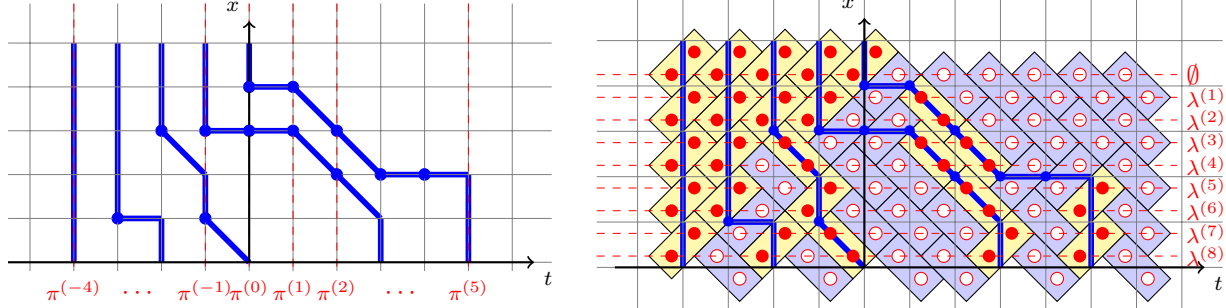 x
t
π^(-4) ... π^(-1) π^(0) π^(1) π^(2) ... π^(5)
x
∅
λ^(1)
λ^(2)
λ^(3)
λ^(4)
λ^(5)
λ^(6)
λ^(7)
λ^(8)
t